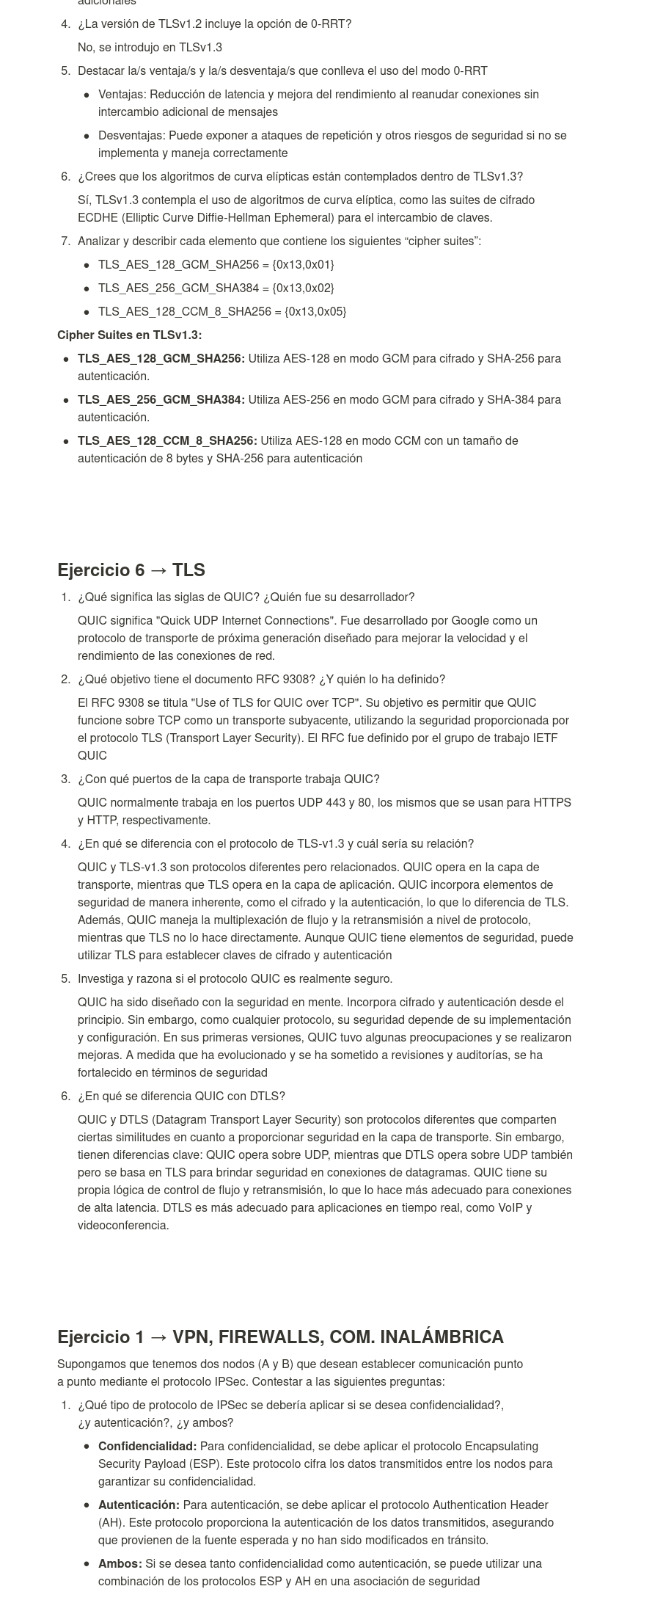 adicionales
4. ¿La versión de TLSv1.2 incluye la opción de 0-RRT?
No, se introdujo en TLSv1.3
5. Destacar la/s ventaja/s y la/s desventaja/s que conlleva el uso del modo 0-RRT
• Ventajas: Reducción de latencia y mejora del rendimiento al reanudar conexiones sin
intercambio adicional de mensajes
• Desventajas: Puede exponer a ataques de repetición y otros riesgos de seguridad si no se
implementa y maneja correctamente
6. ¿Crees que los algoritmos de curva elípticas están contemplados dentro de TLSv1.3?
Sí, TLSv1.3 contempla el uso de algoritmos de curva elíptica, como las suites de cifrado
ECDHE (Elliptic Curve Diffie-Hellman Ephemeral) para el intercambio de claves.
7. Analizar y describir cada elemento que contiene los siguientes “cipher suites”:
• TLS_AES_128_GCM_SHA256 = {0x13,0x01}
• TLS_AES_256_GCM_SHA384 = {0x13,0x02}
• TLS_AES_128_CCM_8_SHA256 = {0x13,0x05}
Cipher Suites en TLSv1.3:
• TLS_AES_128_GCM_SHA256: Utiliza AES-128 en modo GCM para cifrado y SHA-256 para
autenticación.
• TLS_AES_256_GCM_SHA384: Utiliza AES-256 en modo GCM para cifrado y SHA-384 para
autenticación.
• TLS_AES_128_CCM_8_SHA256: Utiliza AES-128 en modo CCM con un tamaño de
autenticación de 8 bytes y SHA-256 para autenticación
Ejercicio 6 → TLS
1. ¿Qué significa las siglas de QUIC? ¿Quién fue su desarrollador?
QUIC significa "Quick UDP Internet Connections". Fue desarrollado por Google como un
protocolo de transporte de próxima generación diseñado para mejorar la velocidad y el
rendimiento de las conexiones de red.
2. ¿Qué objetivo tiene el documento RFC 9308? ¿Y quién lo ha definido?
El RFC 9308 se titula "Use of TLS for QUIC over TCP". Su objetivo es permitir que QUIC
funcione sobre TCP como un transporte subyacente, utilizando la seguridad proporcionada por
el protocolo TLS (Transport Layer Security). El RFC fue definido por el grupo de trabajo IETF
QUIC
3. ¿Con qué puertos de la capa de transporte trabaja QUIC?
QUIC normalmente trabaja en los puertos UDP 443 y 80, los mismos que se usan para HTTPS
y HTTP, respectivamente.
4. ¿En qué se diferencia con el protocolo de TLS-v1.3 y cuál sería su relación?
QUIC y TLS-v1.3 son protocolos diferentes pero relacionados. QUIC opera en la capa de
transporte, mientras que TLS opera en la capa de aplicación. QUIC incorpora elementos de
seguridad de manera inherente, como el cifrado y la autenticación, lo que lo diferencia de TLS.
Además, QUIC maneja la multiplexación de flujo y la retransmisión a nivel de protocolo,
mientras que TLS no lo hace directamente. Aunque QUIC tiene elementos de seguridad, puede
utilizar TLS para establecer claves de cifrado y autenticación
5. Investiga y razona si el protocolo QUIC es realmente seguro.
QUIC ha sido diseñado con la seguridad en mente. Incorpora cifrado y autenticación desde el
principio. Sin embargo, como cualquier protocolo, su seguridad depende de su implementación
y configuración. En sus primeras versiones, QUIC tuvo algunas preocupaciones y se realizaron
mejoras. A medida que ha evolucionado y se ha sometido a revisiones y auditorías, se ha
fortalecido en términos de seguridad
6. ¿En qué se diferencia QUIC con DTLS?
QUIC y DTLS (Datagram Transport Layer Security) son protocolos diferentes que comparten
ciertas similitudes en cuanto a proporcionar seguridad en la capa de transporte. Sin embargo,
tienen diferencias clave: QUIC opera sobre UDP, mientras que DTLS opera sobre UDP también
pero se basa en TLS para brindar seguridad en conexiones de datagramas. QUIC tiene su
propia lógica de control de flujo y retransmisión, lo que lo hace más adecuado para conexiones
de alta latencia. DTLS es más adecuado para aplicaciones en tiempo real, como VoIP y
videoconferencia.
Ejercicio 1 → VPN, FIREWALLS, COM. INALÁMBRICA
Supongamos que tenemos dos nodos (A y B) que desean establecer comunicación punto
a punto mediante el protocolo IPSec. Contestar a las siguientes preguntas:
1. ¿Qué tipo de protocolo de IPSec se debería aplicar si se desea confidencialidad?,
¿y autenticación?, ¿y ambos?
• Confidencialidad: Para confidencialidad, se debe aplicar el protocolo Encapsulating
Security Payload (ESP). Este protocolo cifra los datos transmitidos entre los nodos para
garantizar su confidencialidad.
• Autenticación: Para autenticación, se debe aplicar el protocolo Authentication Header
(AH). Este protocolo proporciona la autenticación de los datos transmitidos, asegurando
que provienen de la fuente esperada y no han sido modificados en tránsito.
• Ambos: Si se desea tanto confidencialidad como autenticación, se puede utilizar una
combinación de los protocolos ESP y AH en una asociación de seguridad